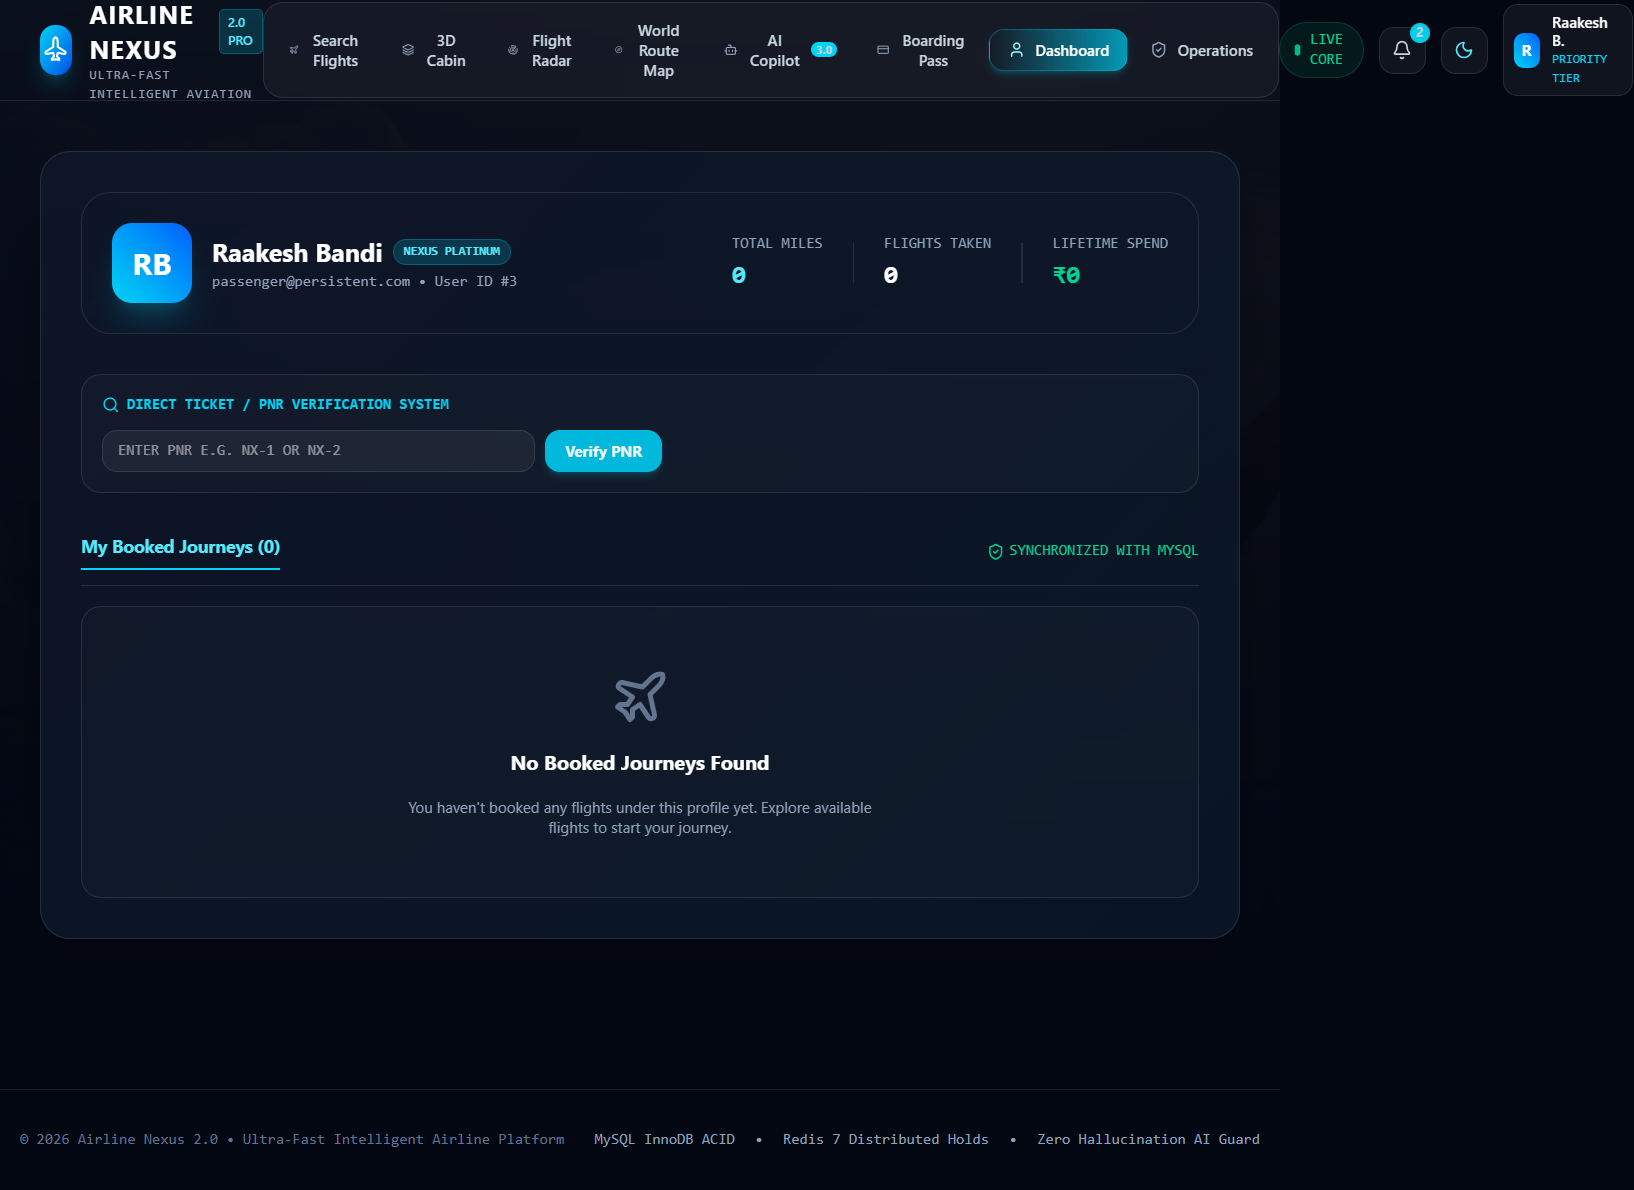 AIRLINE
NEXUS
2.0
PRO
ULTRA-FAST
INTELLIGENT AVIATION
Search
Flights
3D
Cabin
Flight
Radar
World
Route
Map
AI
Copilot
3.0
Boarding
Pass
Dashboard
Operations
LIVE
CORE
2
R
Raakesh
B.
PRIORITY
TIER
RB
Raakesh Bandi
NEXUS PLATINUM
passenger@persistent.com • User ID #3
TOTAL MILES
0
FLIGHTS TAKEN
0
LIFETIME SPEND
₹0
DIRECT TICKET / PNR VERIFICATION SYSTEM
ENTER PNR E.G. NX-1 OR NX-2
Verify PNR
My Booked Journeys (0)
SYNCHRONIZED WITH MYSQL
No Booked Journeys Found
You haven't booked any flights under this profile yet. Explore available
flights to start your journey.
© 2026 Airline Nexus 2.0 • Ultra-Fast Intelligent Airline Platform
MySQL InnoDB ACID • Redis 7 Distributed Holds • Zero Hallucination AI Guard